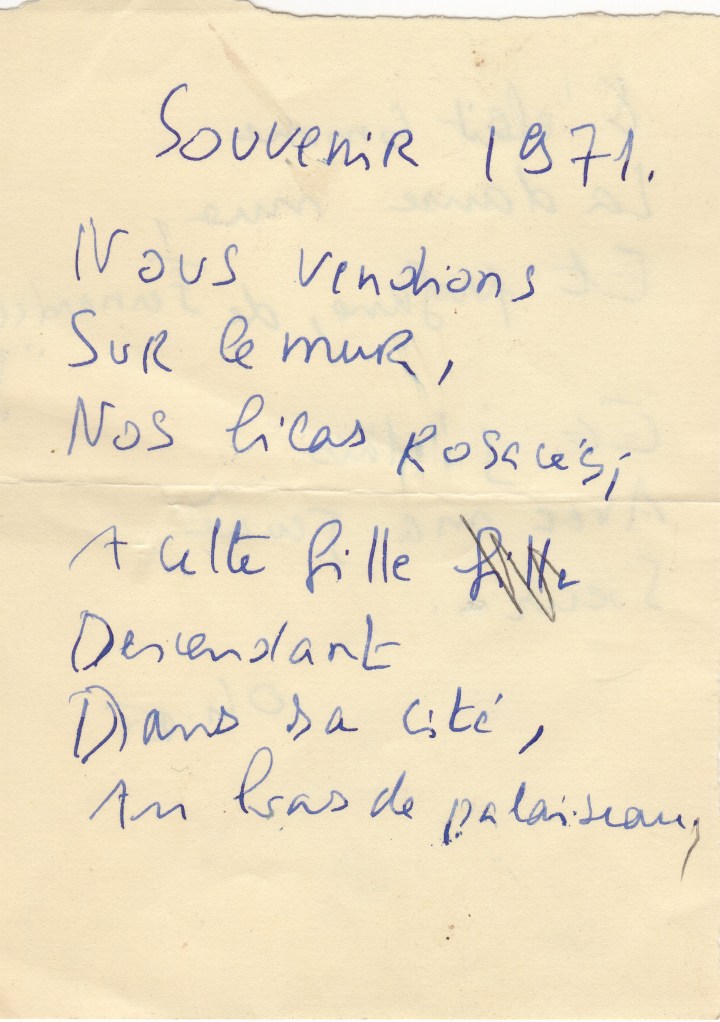 Souvenir 1971.
Nous vendions
Sur le mur,
Nos lilas Rosacés,
A cette fille
Descendant
Dans sa cité,
Au bas de palaiseau,